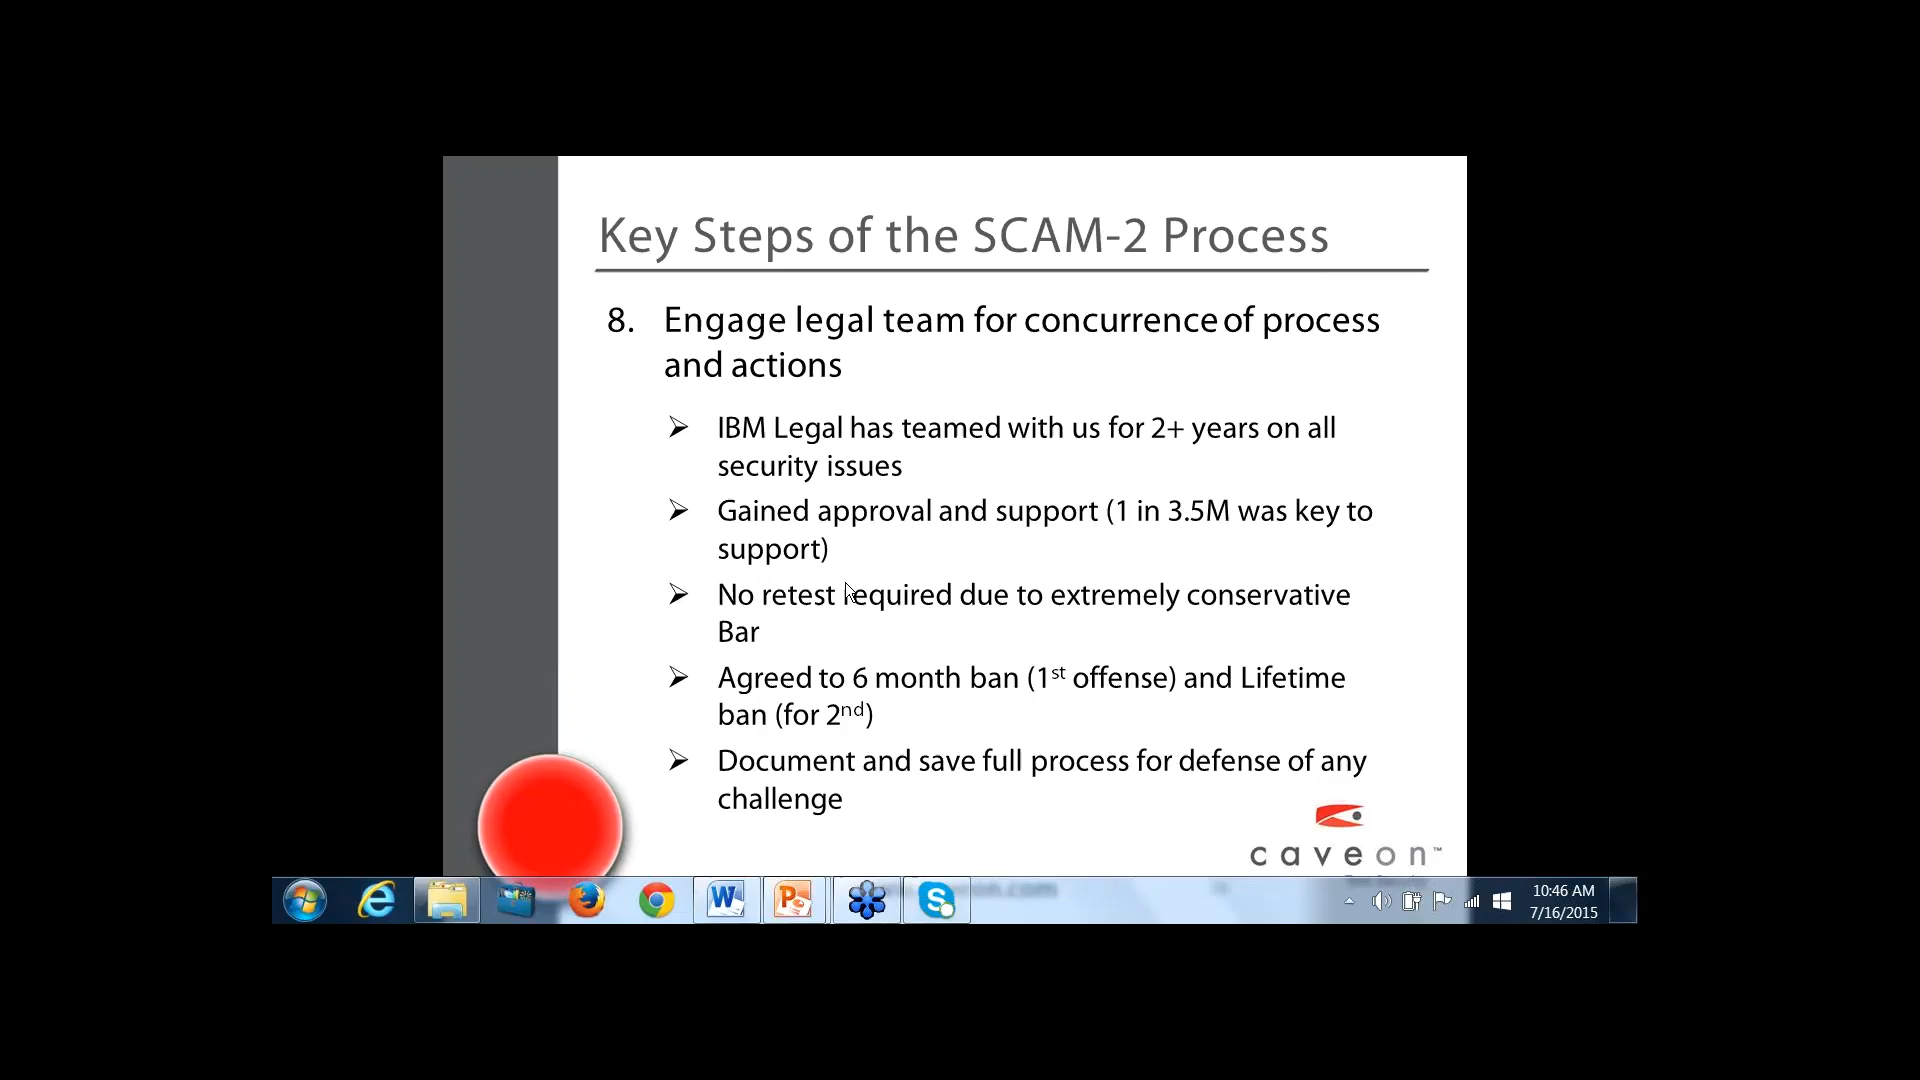 Key Steps of the SCAM-2 Process
8. Engage legal team for concurrence of process
and actions
➢ IBM Legal has teamed with us for 2+ years on all
security issues
➢ Gained approval and support (1 in 3.5M was key to
support)
➢ No retest required due to extremely conservative
Bar
➢ Agreed to 6 month ban (1st offense) and Lifetime
ban (for 2nd)
➢ Document and save full process for defense of any
challenge
caveon™
10:46 AM
7/16/2015